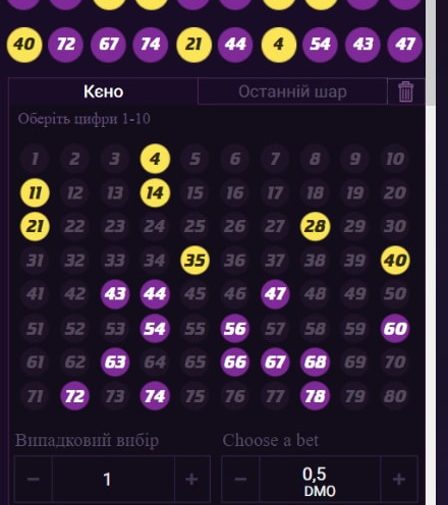 40 72 67 74 21 44 4 54 43 47
Кено Останній шар
Оберіть цифри 1-10
1 2 3 4 5 6 7 8 9 10
11 12 13 14 15 16 17 18 19 20
21 22 23 24 25 26 27 28 29 30
31 32 33 34 35 36 37 38 39 40
41 42 43 44 45 46 47 48 49 50
51 52 53 54 55 56 57 58 59 60
61 62 63 64 65 66 67 68 69 70
71 72 73 74 75 76 77 78 79 80
Випадковий вибір Choose a bet
− 1 + − 0,5 +
DMO